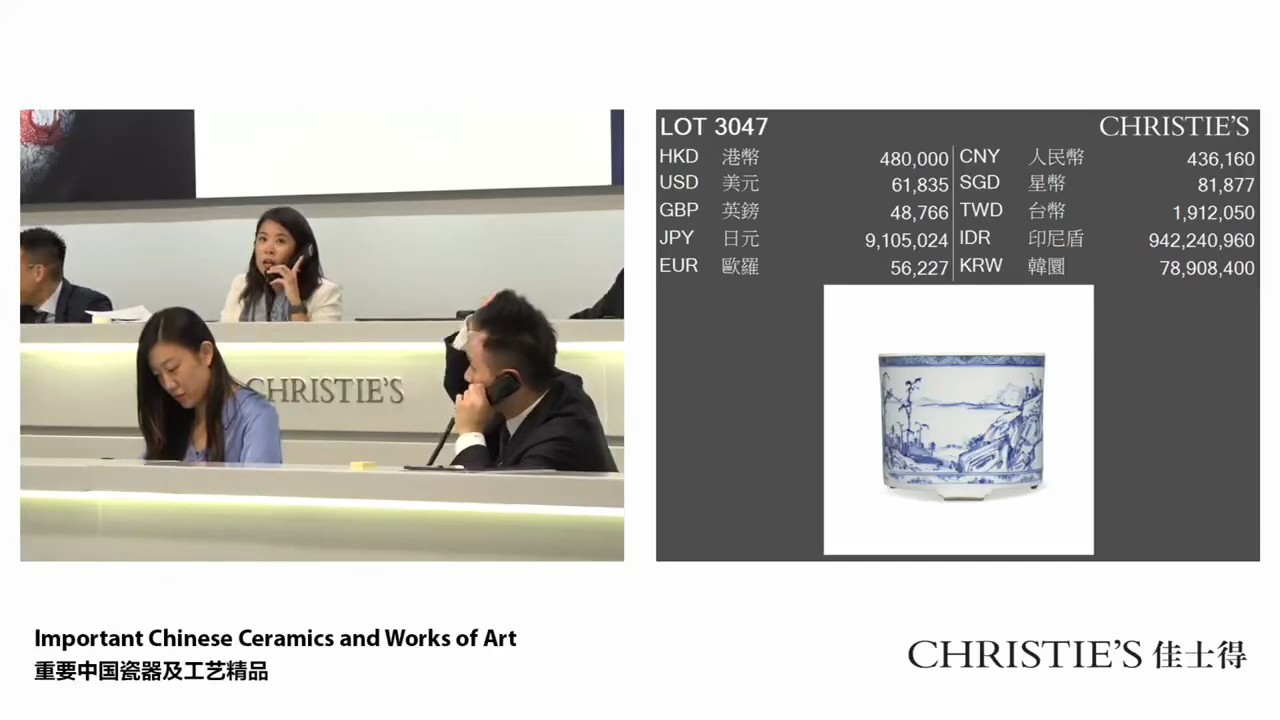 CHRISTIE'S
LOT 3047 CHRISTIE'S
HKD 港幣 480,000 CNY 人民幣 436,160
USD 美元 61,835 SGD 星幣 81,877
GBP 英鎊 48,766 TWD 台幣 1,912,050
JPY 日元 9,105,024 IDR 印尼盾 942,240,960
EUR 歐羅 56,227 KRW 韓圜 78,908,400
Important Chinese Ceramics and Works of Art
重要中国瓷器及工艺精品
CHRISTIE'S 佳士得